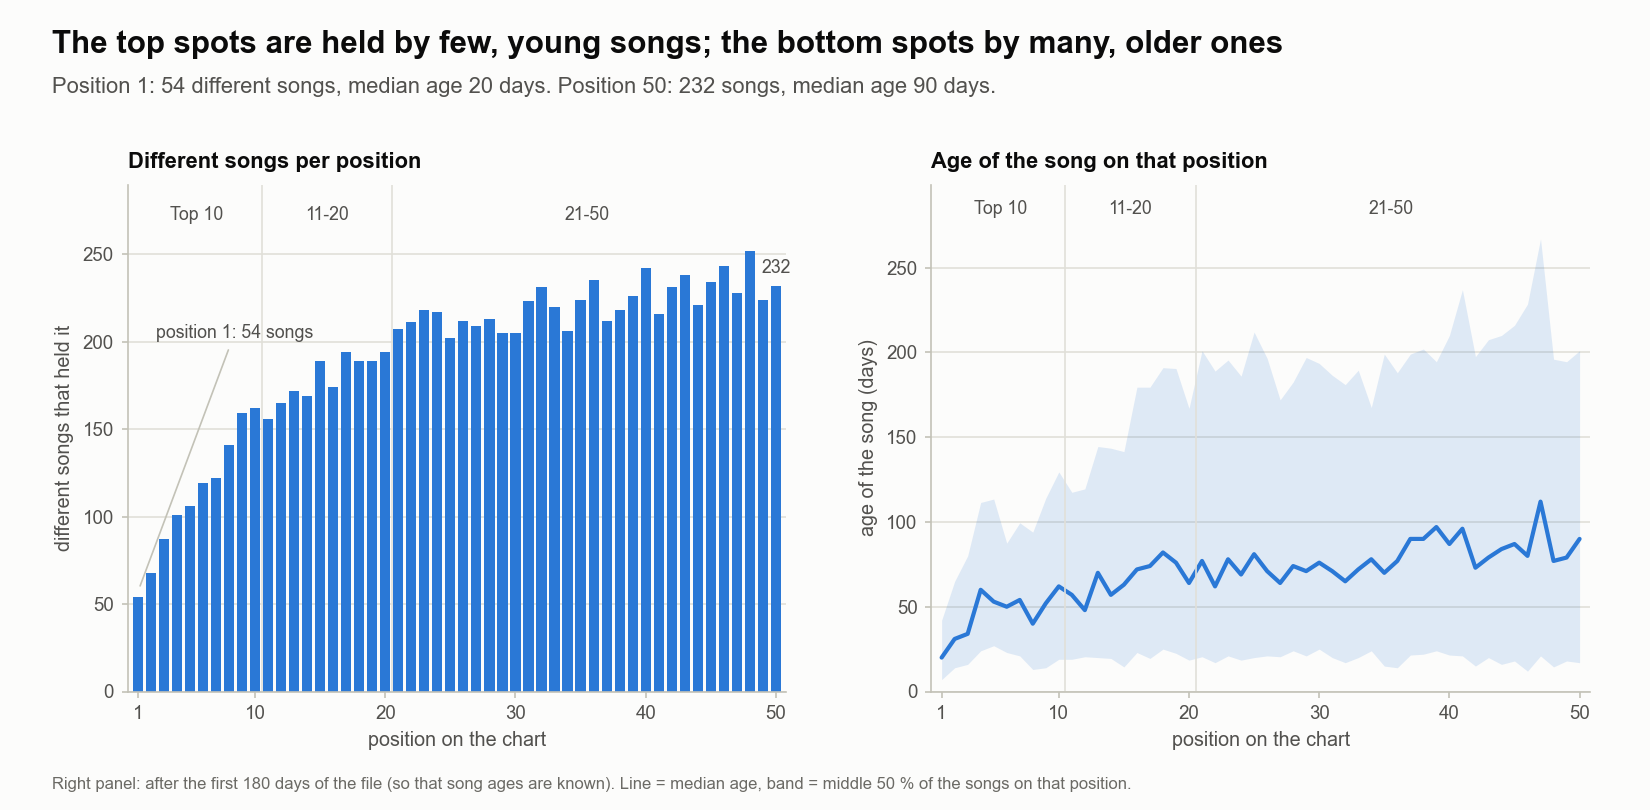 The top spots are held by few, young songs; the bottom spots by many, older ones
Position 1: 54 different songs, median age 20 days. Position 50: 232 songs, median age 90 days.
Different songs per position
Top 10
11-20
21-50
250
200
150
100
50
0
different songs that held it
position 1: 54 songs
232
1
10
20
30
40
50
position on the chart
Age of the song on that position
Top 10
11-20
21-50
250
200
150
100
50
0
age of the song (days)
1
10
20
30
40
50
position on the chart
Right panel: after the first 180 days of the file (so that song ages are known). Line = median age, band = middle 50 % of the songs on that position.